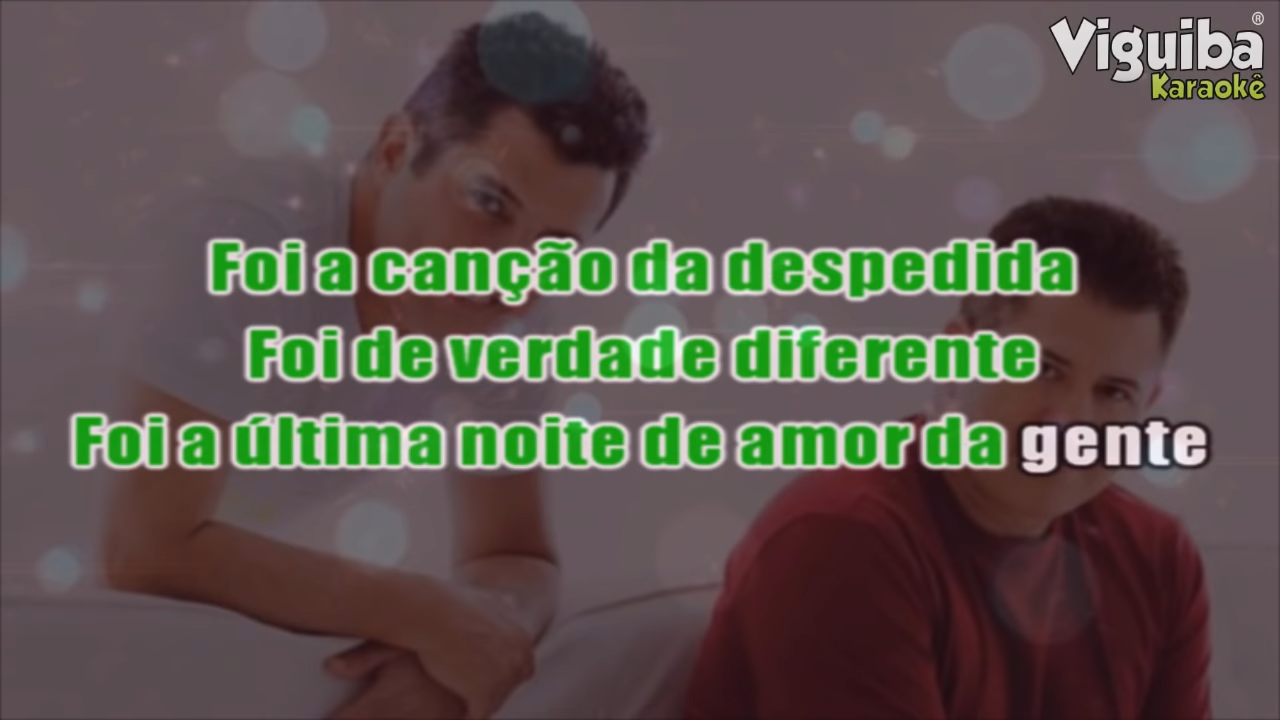 Viguiba®
Karaokê
Foi a canção da despedida
Foi de verdade diferente
Foi a última noite de amor da gente